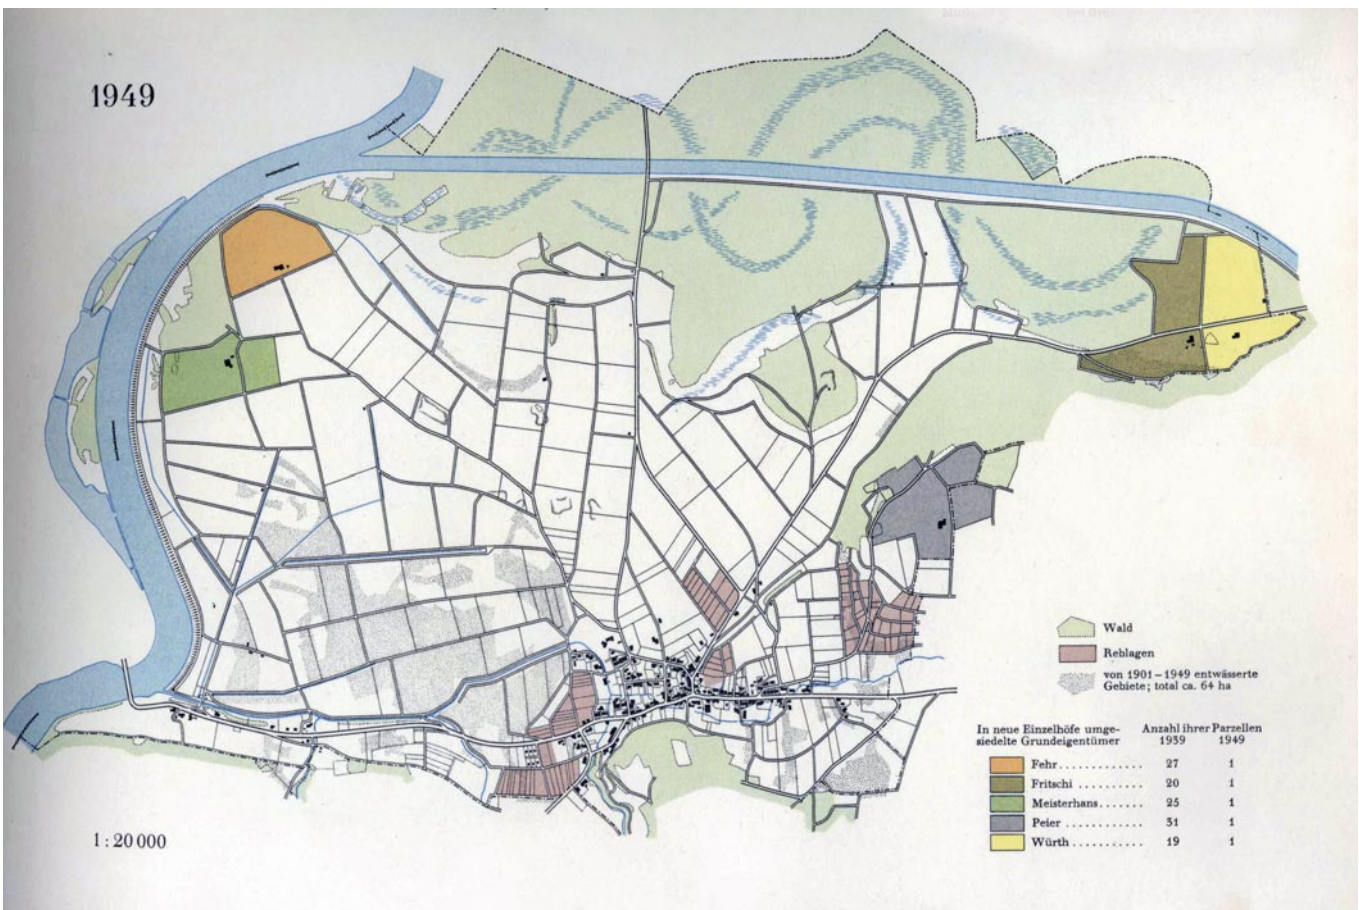 1949
Wald
Reblagen
von 1901–1949 entwässerte
Gebiete; total ca. 64 ha
In neue Einzelhöfe umge- Anzahl ihrer Parzellen
siedelte Grundeigentümer 1939 1949
Fehr............. 27 1
Fritschi .......... 20 1
Meisterhans....... 25 1
Peier ............ 31 1
Würth........... 19 1
1 : 20 000